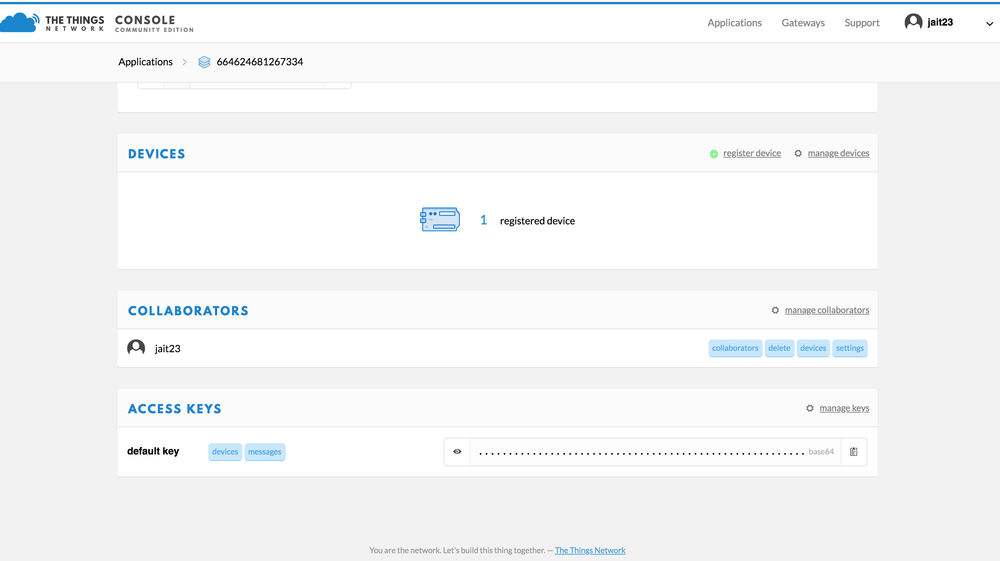 THE THINGS NETWORK CONSOLE COMMUNITY EDITION Applications Gateways Support jait23
Applications 664624681267334
DEVICES register device manage devices
1 registered device
COLLABORATORS manage collaborators
jait23 collaborators delete devices settings
ACCESS KEYS manage keys
default key devices messages base64
You are the network. Let's build this thing together. — The Things Network